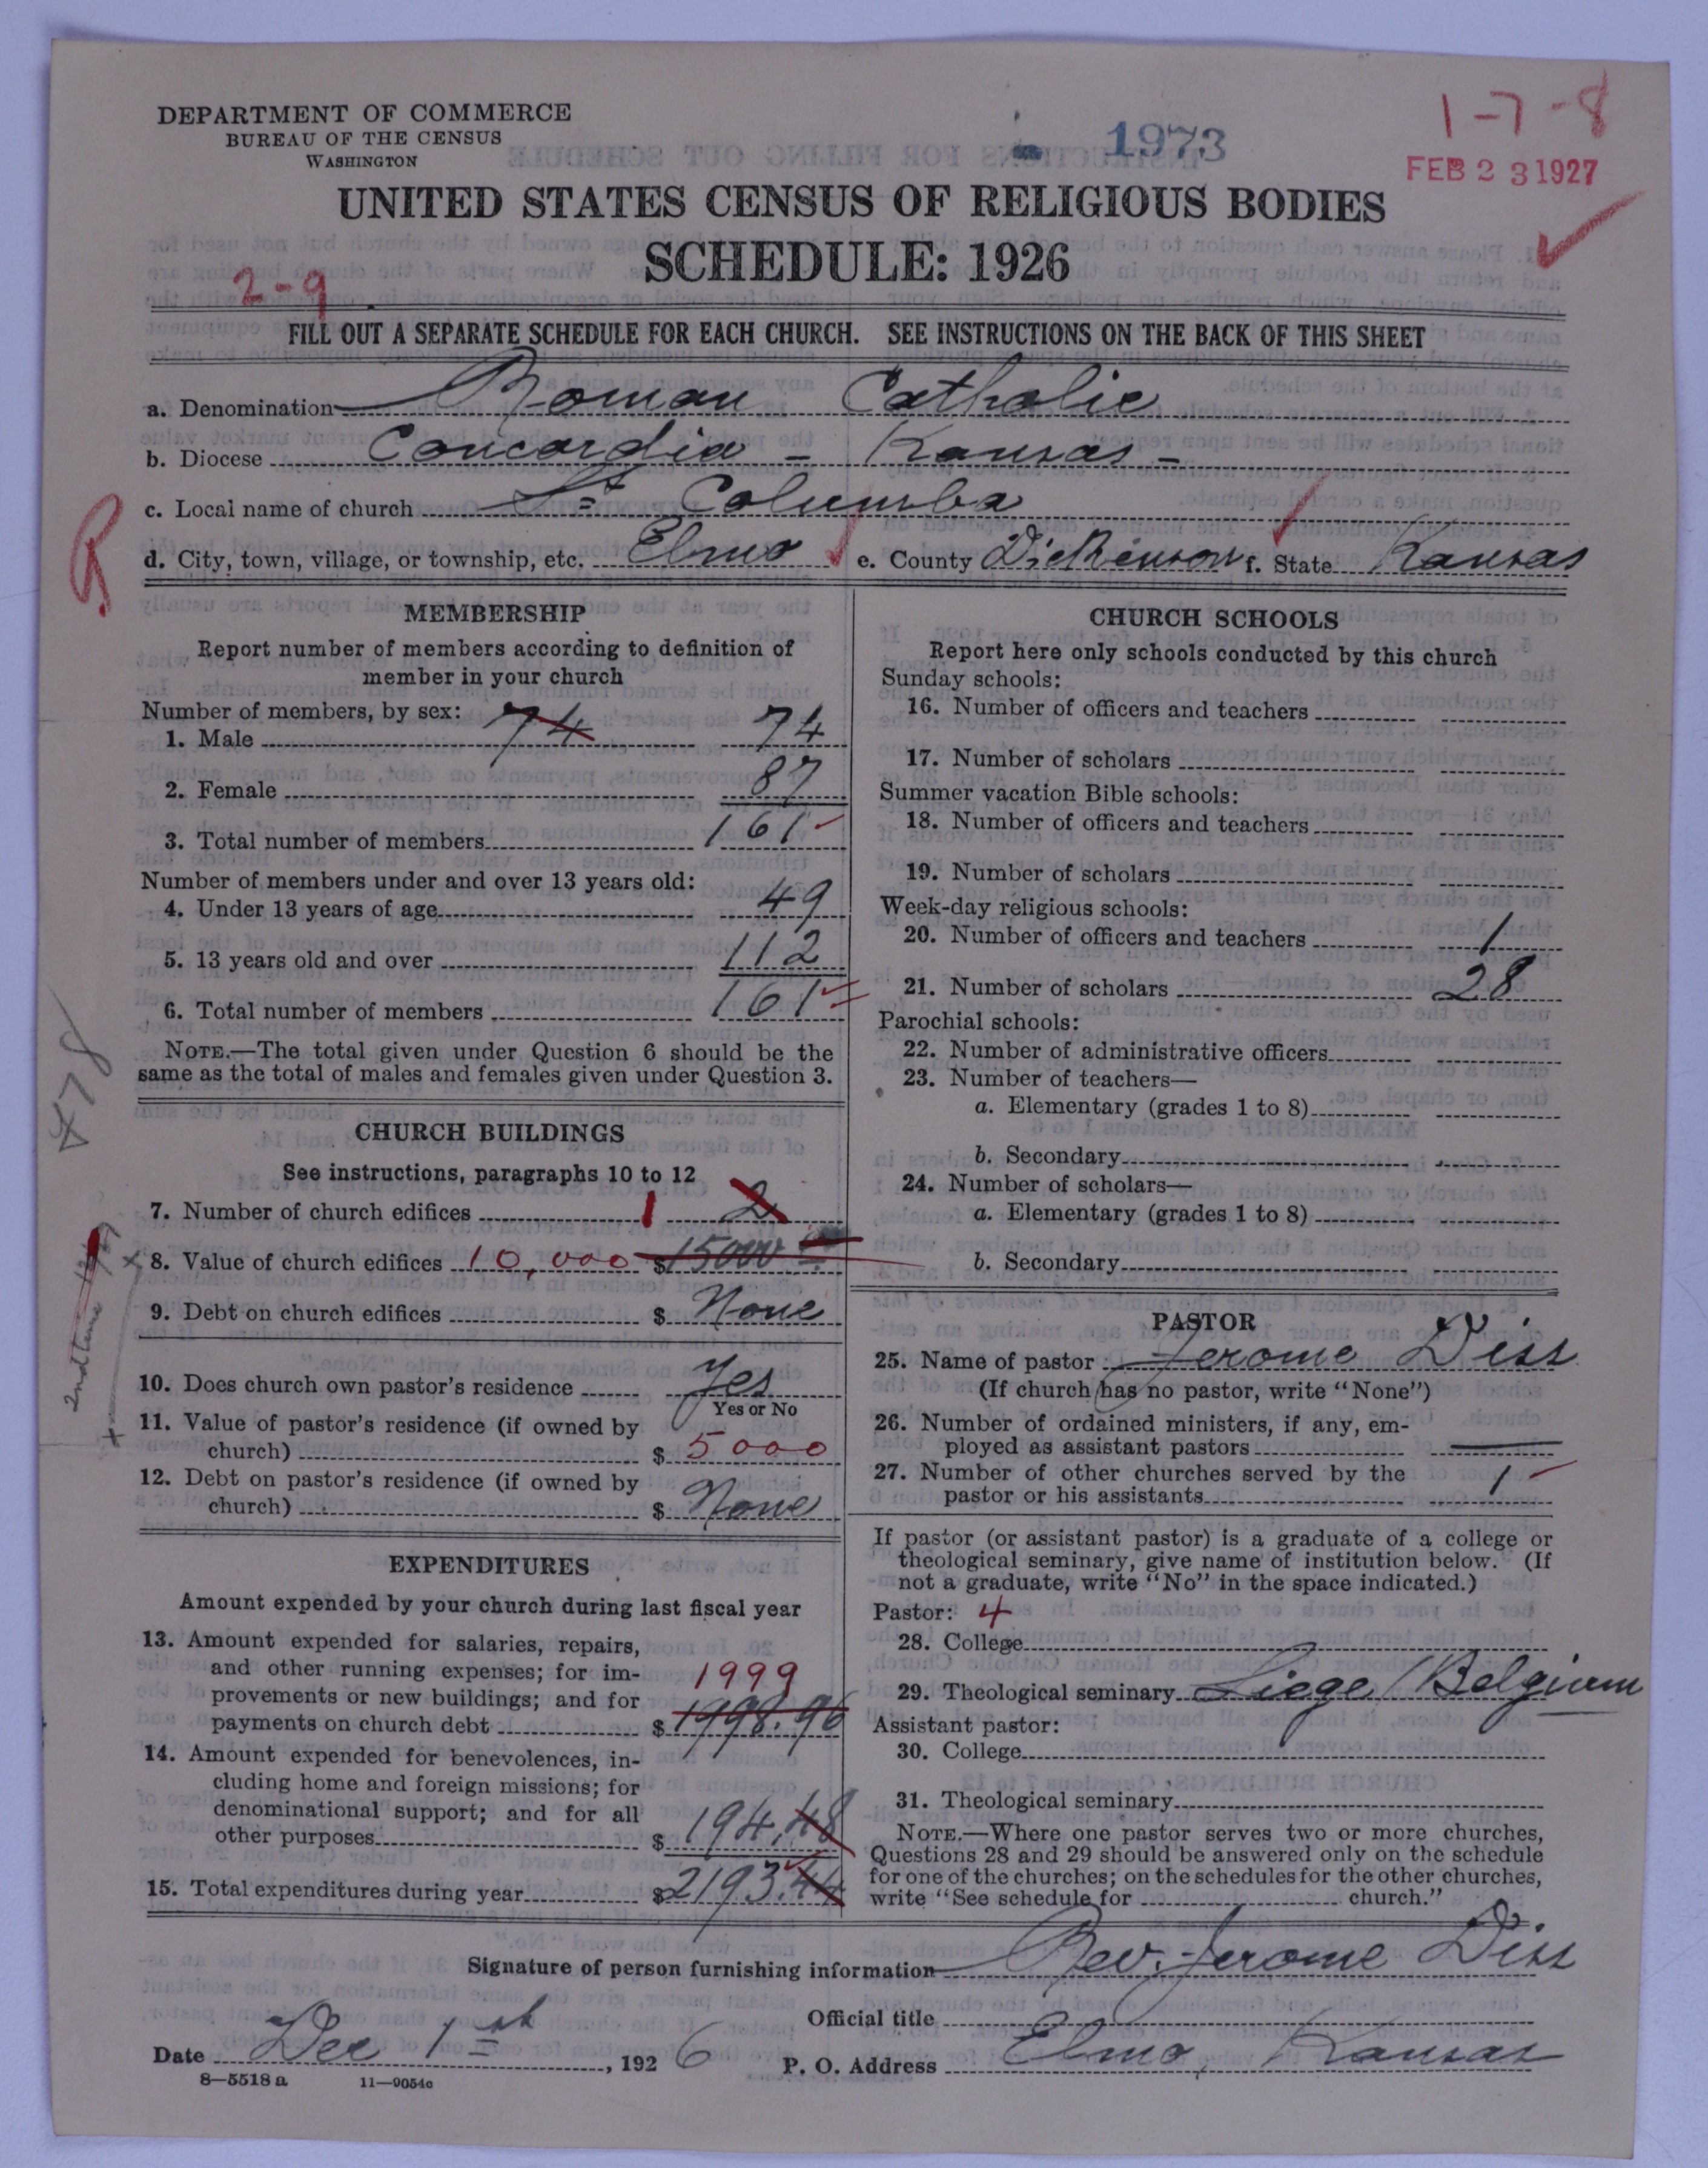 DEPARTMENT OF COMMERCE
BUREAU OF THE CENSUS
WASHINGTON
1973
1-7-8
FEB 23 1927
UNITED STATES CENSUS OF RELIGIOUS BODIES
SCHEDULE: 1926
2-9
FILL OUT A SEPARATE SCHEDULE FOR EACH CHURCH. SEE INSTRUCTIONS ON THE BACK OF THIS SHEET
a. Denomination Roman Catholic
b. Diocese Concordia - Kansas -
c. Local name of church St Columba
d. City, town, village, or township, etc. Elmo e. County Dickinson f. State Kansas
MEMBERSHIP
Report number of members according to definition of
member in your church
Number of members, by sex:
1. Male 74 74
2. Female 87
3. Total number of members 161
Number of members under and over 13 years old:
4. Under 13 years of age 49
5. 13 years old and over 112
6. Total number of members 161
NOTE.—The total given under Question 6 should be the
same as the total of males and females given under Question 3.
478
CHURCH BUILDINGS
See instructions, paragraphs 10 to 12
7. Number of church edifices 1 2
8. Value of church edifices 10,000 $15000
9. Debt on church edifices $ None
10. Does church own pastor's residence Yes
Yes or No
11. Value of pastor's residence (if owned by
church) $ 5000
12. Debt on pastor's residence (if owned by
church) $ None
EXPENDITURES
Amount expended by your church during last fiscal year
13. Amount expended for salaries, repairs,
and other running expenses; for im-
provements or new buildings; and for 1999
payments on church debt $1998.96
14. Amount expended for benevolences, in-
cluding home and foreign missions; for
denominational support; and for all
other purposes $ 194.48
15. Total expenditures during year $2193.44
CHURCH SCHOOLS
Report here only schools conducted by this church
Sunday schools:
16. Number of officers and teachers
17. Number of scholars
Summer vacation Bible schools:
18. Number of officers and teachers
19. Number of scholars
Week-day religious schools:
20. Number of officers and teachers 1
21. Number of scholars 28
Parochial schools:
22. Number of administrative officers
23. Number of teachers—
a. Elementary (grades 1 to 8)
b. Secondary
24. Number of scholars—
a. Elementary (grades 1 to 8)
b. Secondary
PASTOR
25. Name of pastor Jerome Diss
(If church has no pastor, write "None")
26. Number of ordained ministers, if any, em-
ployed as assistant pastors —
27. Number of other churches served by the
pastor or his assistants 1
If pastor (or assistant pastor) is a graduate of a college or
theological seminary, give name of institution below. (If
not a graduate, write "No" in the space indicated.)
Pastor: 4
28. College
29. Theological seminary Liege / Belgium
Assistant pastor:
30. College
31. Theological seminary
NOTE.—Where one pastor serves two or more churches,
Questions 28 and 29 should be answered only on the schedule
for one of the churches; on the schedules for the other churches,
write "See schedule for church."
Signature of person furnishing information Rev. Jerome Diss
Official title
Date Dec 1st, 1926 P. O. Address Elmo, Kansas
8—5518 a 11—9054c